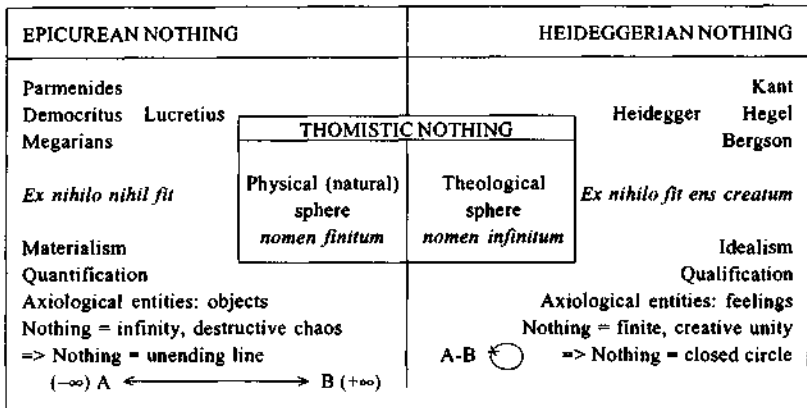 EPICUREAN NOTHING
HEIDEGGERIAN NOTHING
Parmenides
Democritus Lucretius
Megarians
Ex nihilo nihil fit
Materialism
Quantification
Axiological entities: objects
Nothing = infinity, destructive chaos
=> Nothing = unending line
(-∞) A ⟷ B (+∞)
THOMISTIC NOTHING
Physical (natural)
sphere
nomen finitum
Theological
sphere
nomen infinitum
Kant
Heidegger Hegel
Bergson
Ex nihilo fit ens creatum
Idealism
Qualification
Axiological entities: feelings
Nothing = finite, creative unity
A-B => Nothing = closed circle